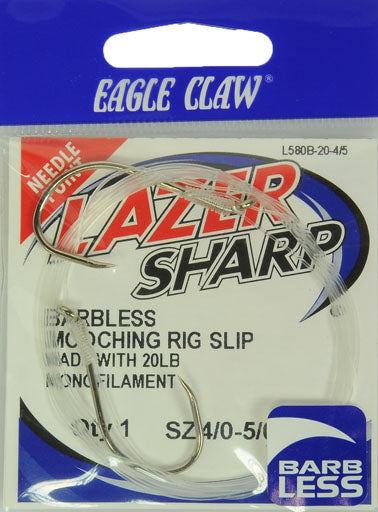 EAGLE CLAW®
L580B-20-4/5
NEEDLE
POINT
LAZER
SHARP
BARBLESS
MOOCHING RIG SLIP
MADE WITH 20LB
MONOFILAMENT
Qty 1 SZ 4/0-5/0
BARB
LESS